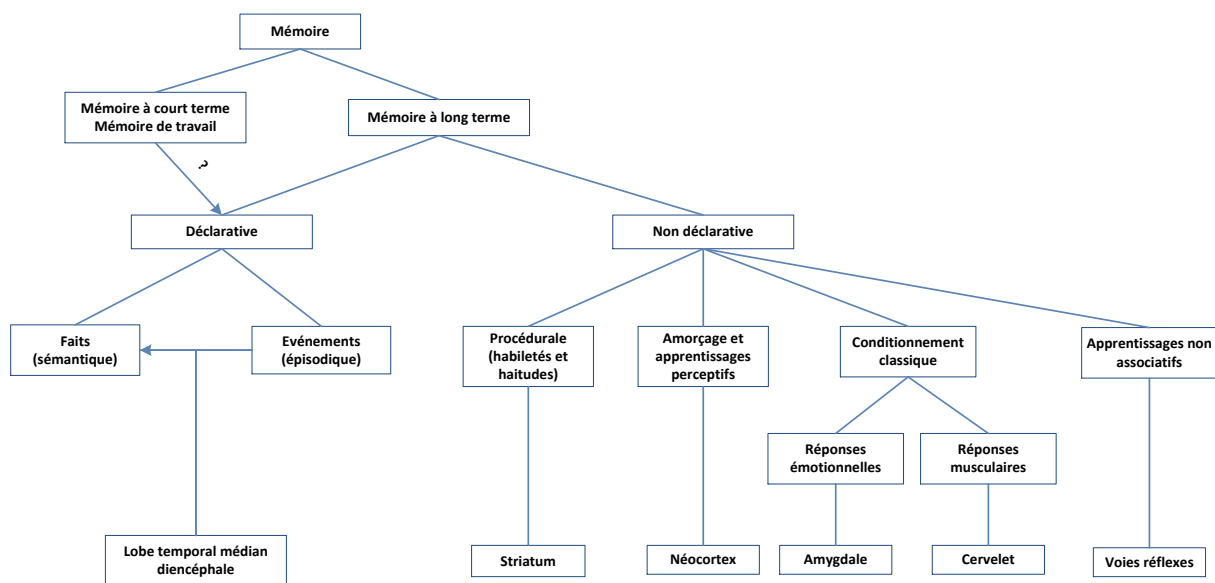 Mémoire
Mémoire à court terme
Mémoire de travail
Mémoire à long terme
?
Déclarative
Non déclarative
Faits
(sémantique)
Evénements
(épisodique)
Procédurale
(habiletés et
haitudes)
Amorçage et
apprentissages
perceptifs
Conditionnement
classique
Apprentissages non
associatifs
Réponses
émotionnelles
Réponses
musculaires
Lobe temporal médian
diencéphale
Striatum
Néocortex
Amygdale
Cervelet
Voies réflexes